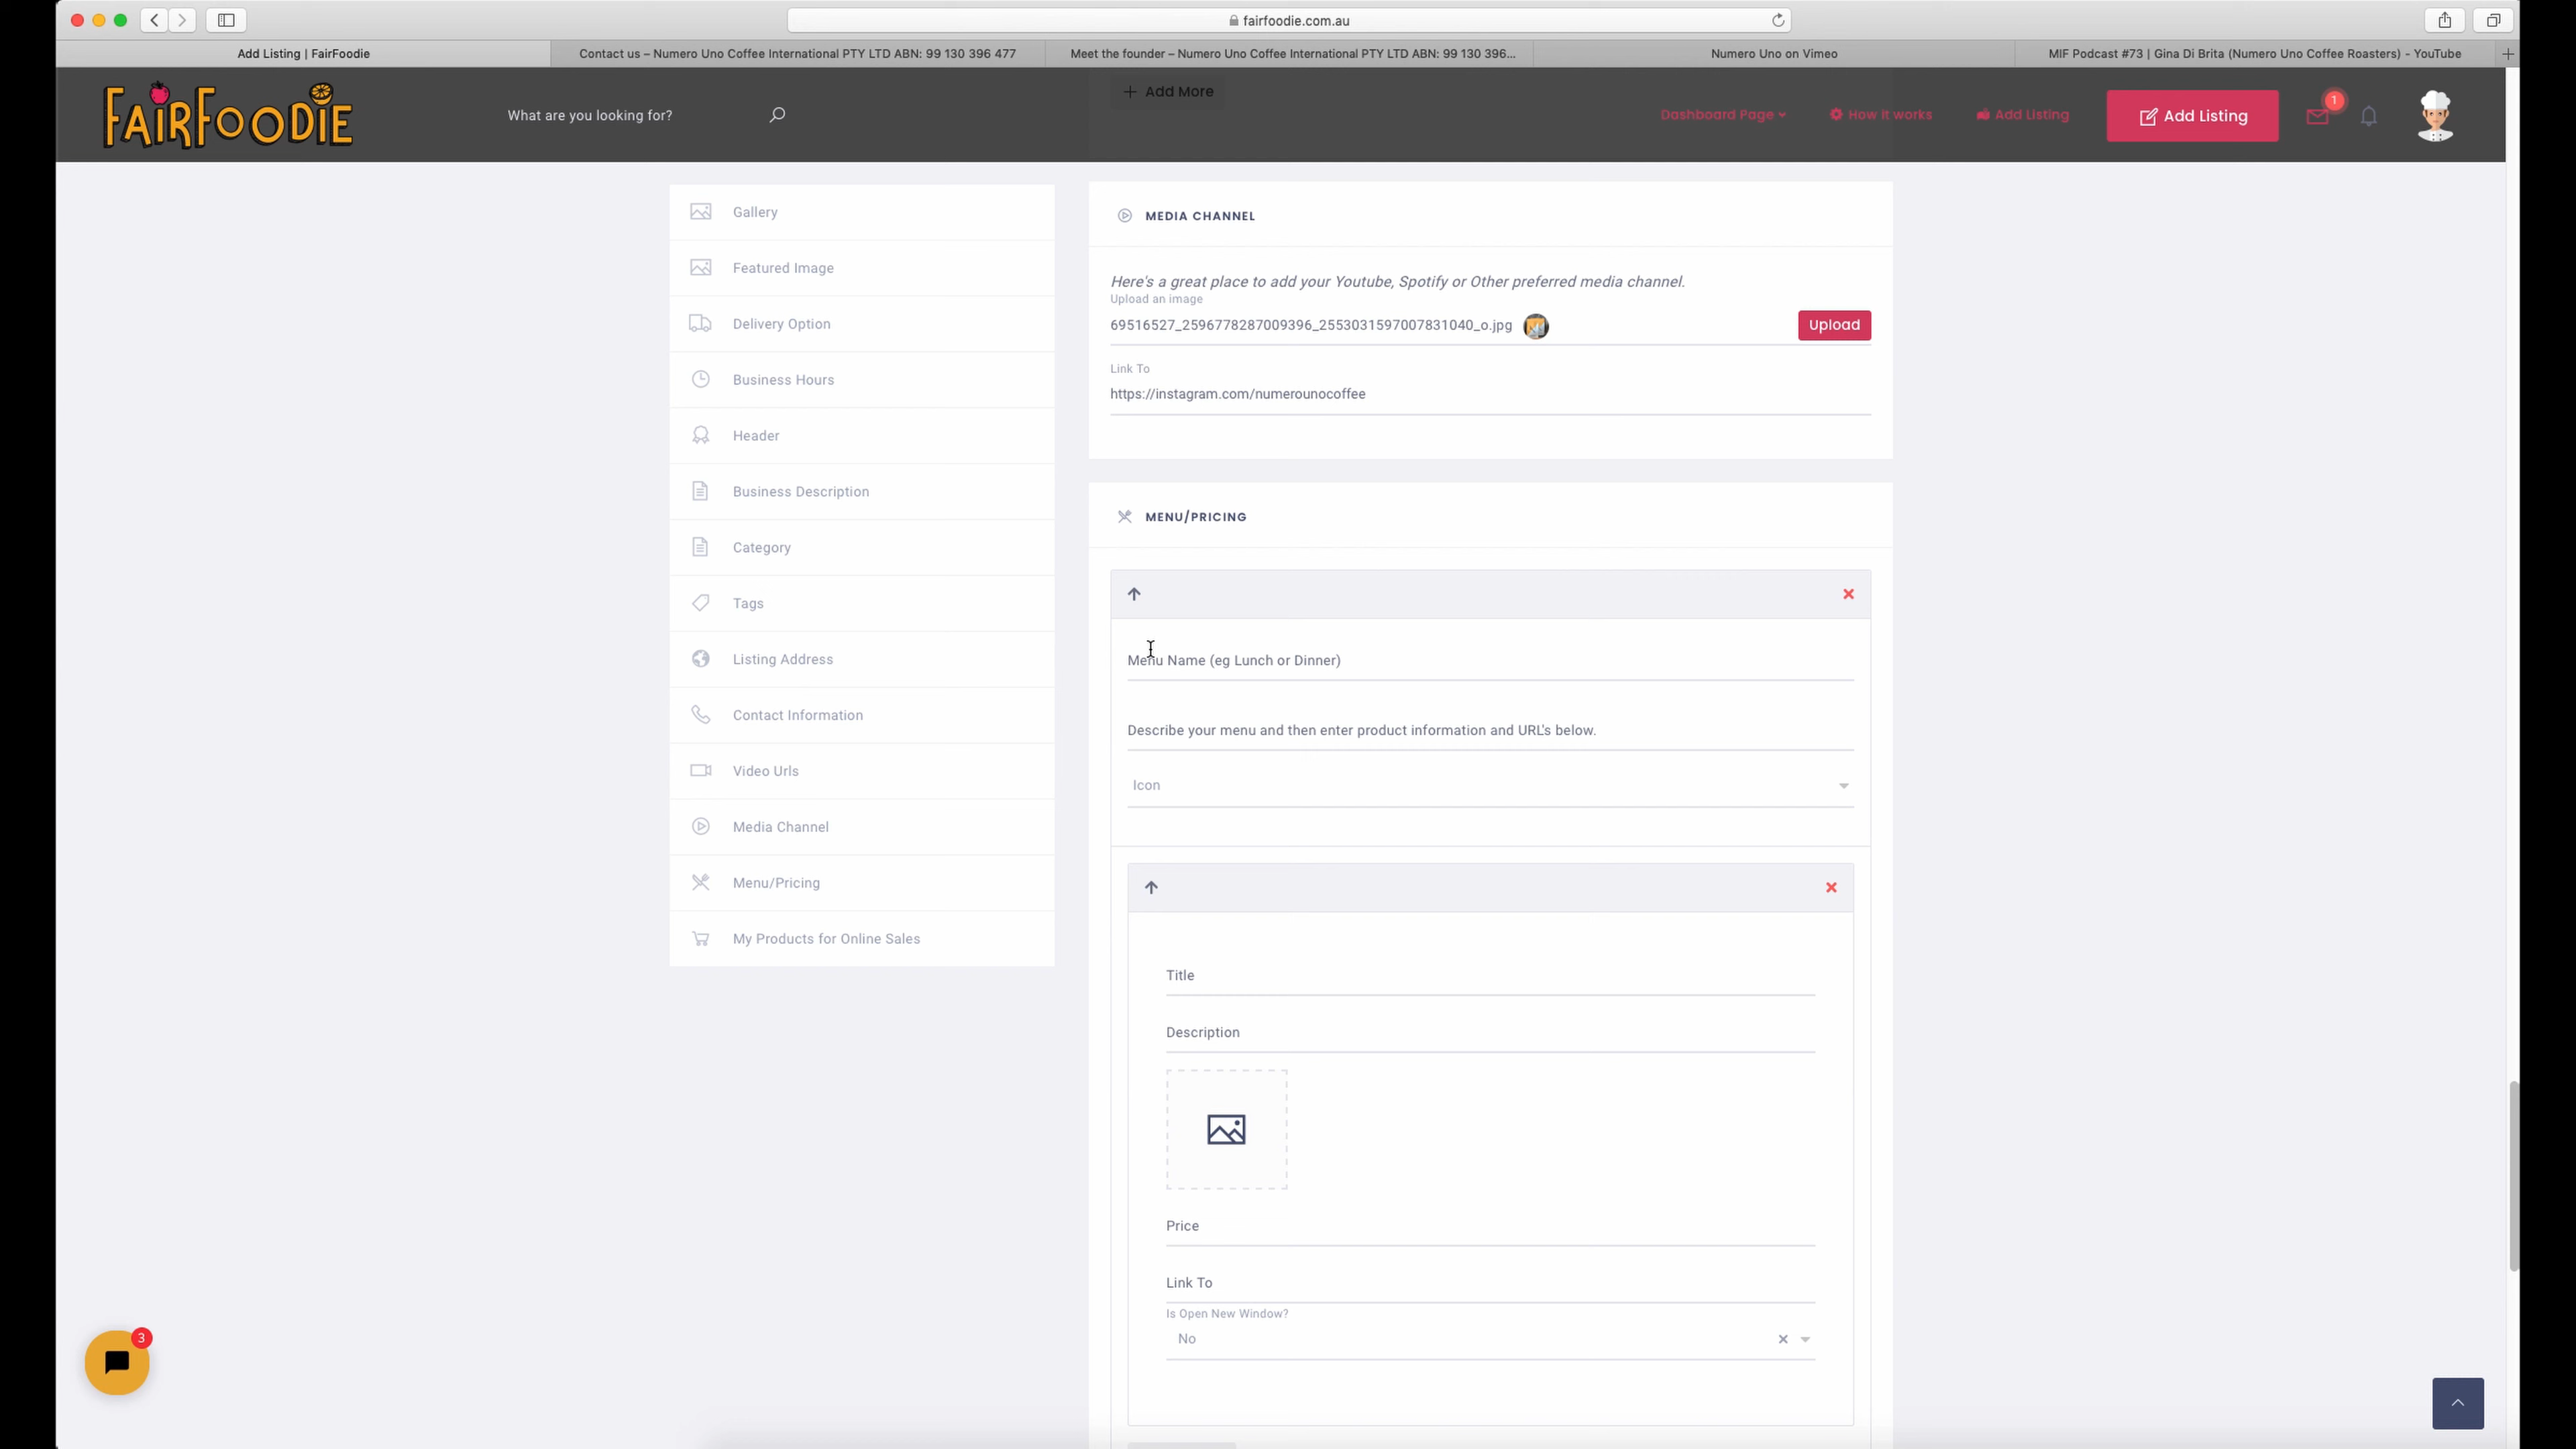 fairfoodie.com.au
Add Listing | FairFoodie
Contact us – Numero Uno Coffee International PTY LTD ABN: 99 130 396 477
Meet the founder – Numero Uno Coffee International PTY LTD ABN: 99 130 396...
Numero Uno on Vimeo
MIF Podcast #73 | Gina Di Brita (Numero Uno Coffee Roasters) - YouTube
FAIRFOODIE
What are you looking for?
+ Add More
Dashboard Page
How it works
Add Listing
Add Listing
1
Gallery
Featured Image
Delivery Option
Business Hours
Header
Business Description
Category
Tags
Listing Address
Contact Information
Video Urls
Media Channel
Menu/Pricing
My Products for Online Sales
MEDIA CHANNEL
Here's a great place to add your Youtube, Spotify or Other preferred media channel.
Upload an image
69516527_2596778287009396_2553031597007831040_o.jpg
Upload
Link To
https://instagram.com/numerounocoffee
MENU/PRICING
Menu Name (eg Lunch or Dinner)
Describe your menu and then enter product information and URL's below.
Icon
Title
Description
Price
Link To
Is Open New Window?
No
3